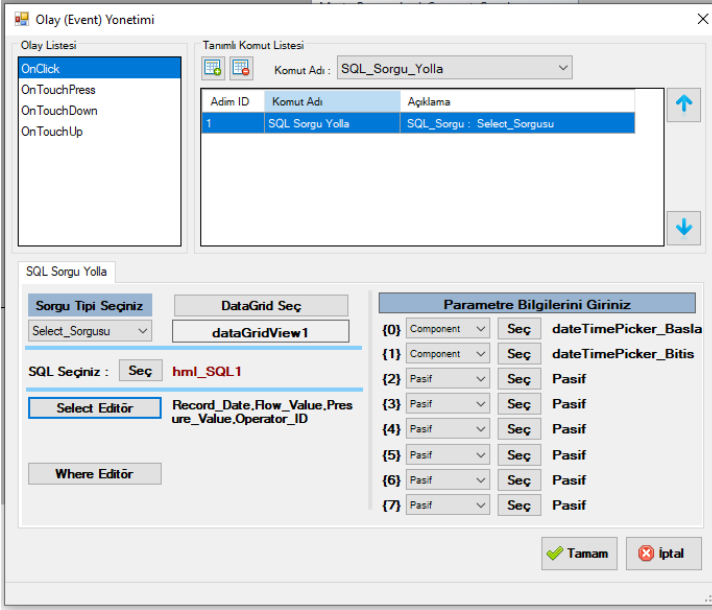 Olay (Event) Yonetimi
Olay Listesi
OnClick
OnTouchPress
OnTouchDown
OnTouchUp
Tanımlı Komut Listesi
Komut Adı : SQL_Sorgu_Yolla
Adim ID Komut Adı Açıklama
1 SQL Sorgu Yolla SQL_Sorgu : Select_Sorgusu
SQL Sorgu Yolla
Sorgu Tipi Seçiniz
DataGrid Seç
Select_Sorgusu
dataGridView1
SQL Seçiniz : Seç hml_SQL1
Select Editör
Record_Date,Flow_Value,Pres
ure_Value,Operator_ID
Where Editör
Parametre Bilgilerini Giriniz
{0} Component Seç dateTimePicker_Basla
{1} Component Seç dateTimePicker_Bitis
{2} Pasif Seç Pasif
{3} Pasif Seç Pasif
{4} Pasif Seç Pasif
{5} Pasif Seç Pasif
{6} Pasif Seç Pasif
{7} Pasif Seç Pasif
Tamam
İptal